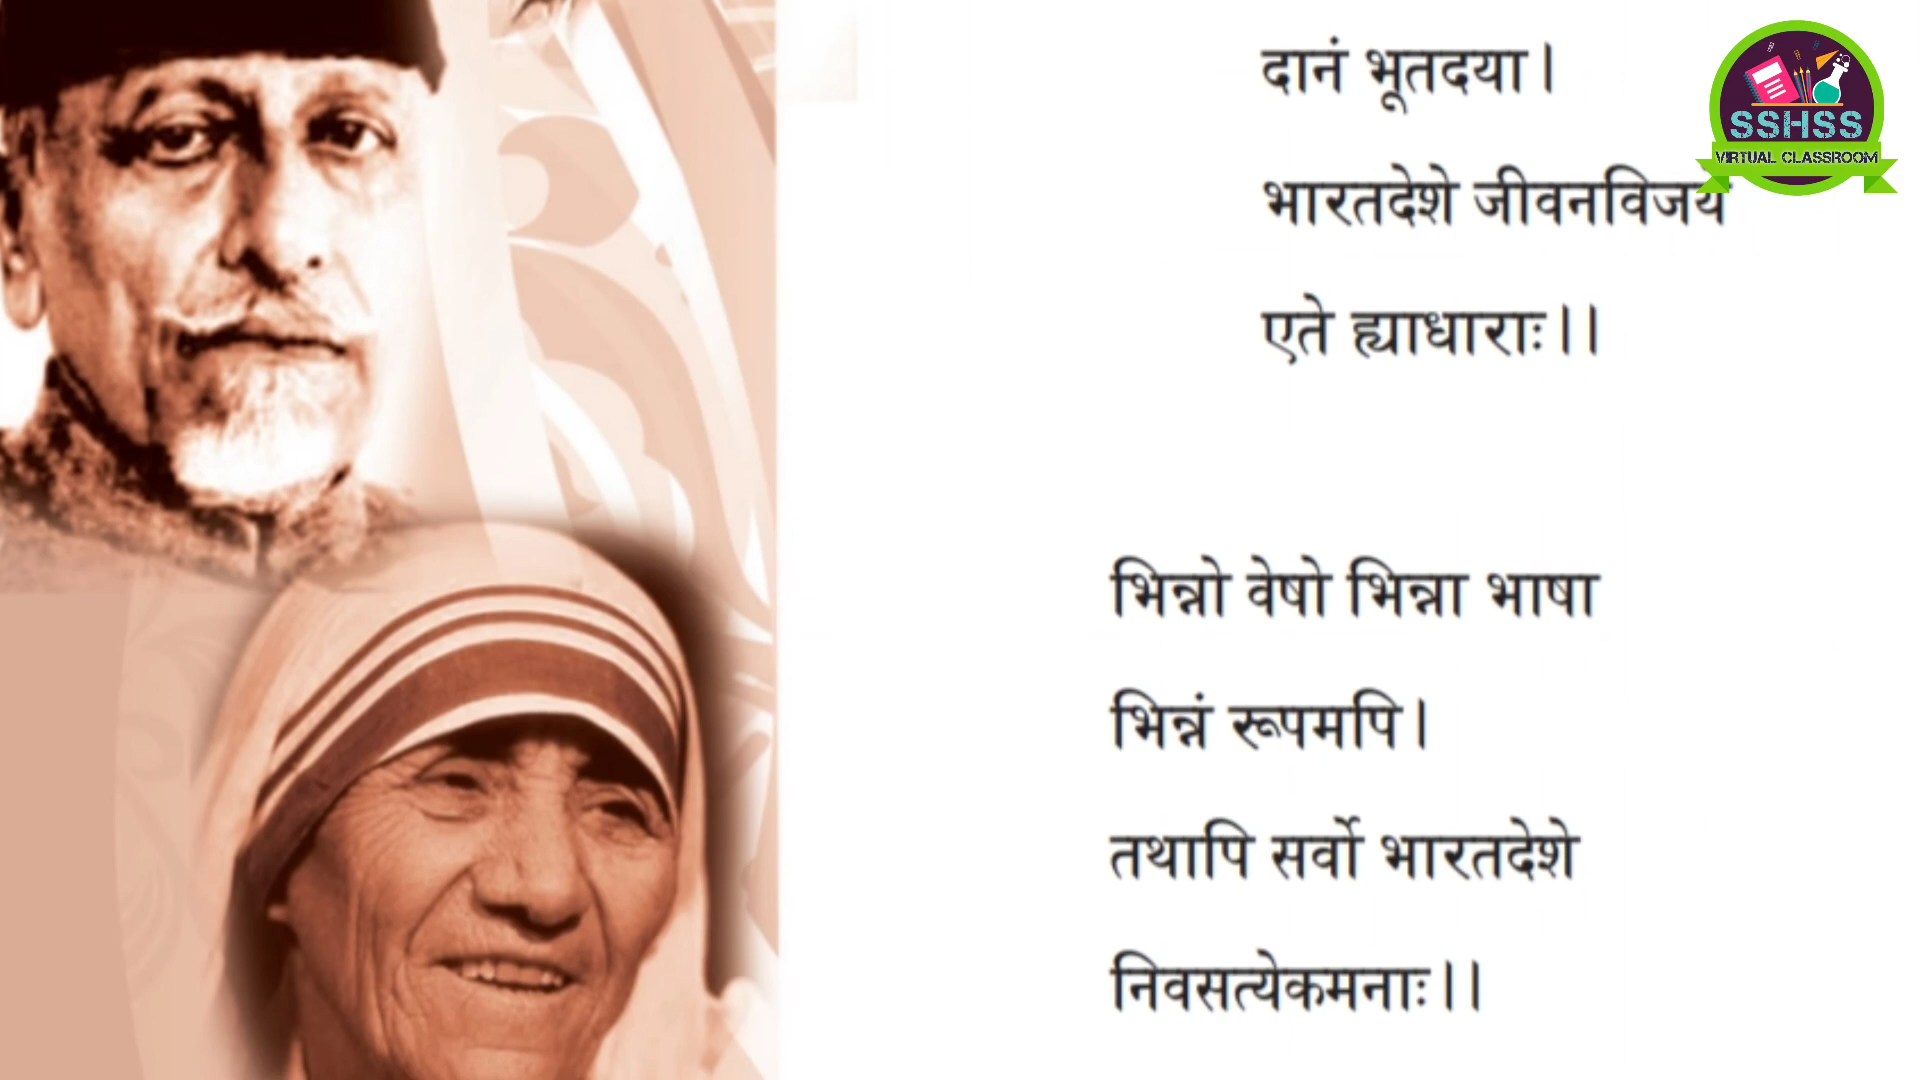 दानं भूतदया।
भारतदेशे जीवनविजये
एते ह्याधाराः।।
भिन्नो वेषो भिन्ना भाषा
भिन्नं रूपमपि।
तथापि सर्वो भारतदेशे
निवसत्येकमनाः।।
SSHSS
VIRTUAL CLASSROOM